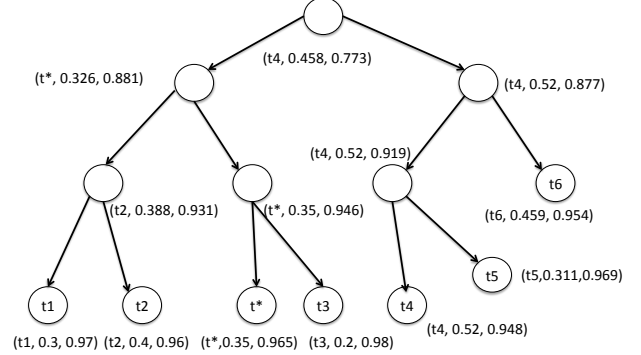 (t4, 0.458, 0.773)
(t*, 0.326, 0.881)
(t4, 0.52, 0.877)
(t4, 0.52, 0.919)
(t2, 0.388, 0.931)
(t*, 0.35, 0.946)
t6
(t6, 0.459, 0.954)
t5
(t5,0.311,0.969)
t1
t2
t*
t3
t4
(t4, 0.52, 0.948)
(t1, 0.3, 0.97)
(t2, 0.4, 0.96)
(t*,0.35, 0.965)
(t3, 0.2, 0.98)